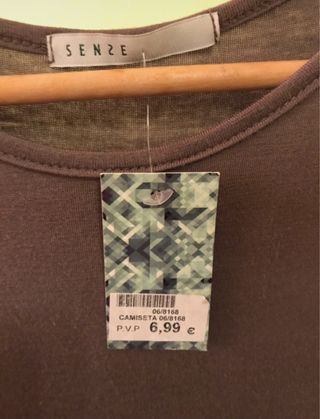 SENSE
06/8168
CAMISETA 06/8168
P.V.P 6,99 €